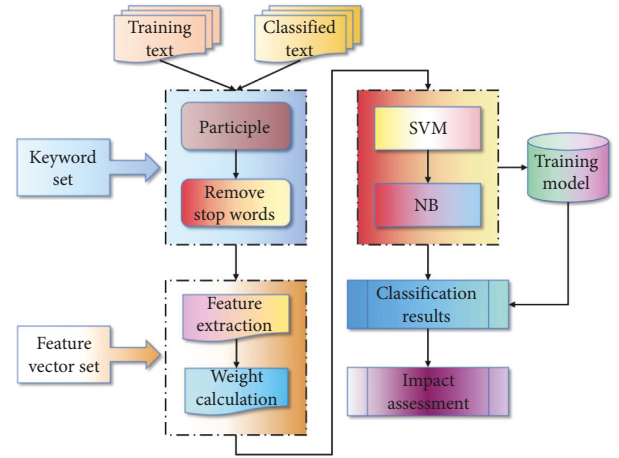 Training
text
Classified
text
Keyword
set
Participle
Remove
stop words
SVM
NB
Training
model
Feature
vector set
Feature
extraction
Weight
calculation
Classification
results
Impact
assessment